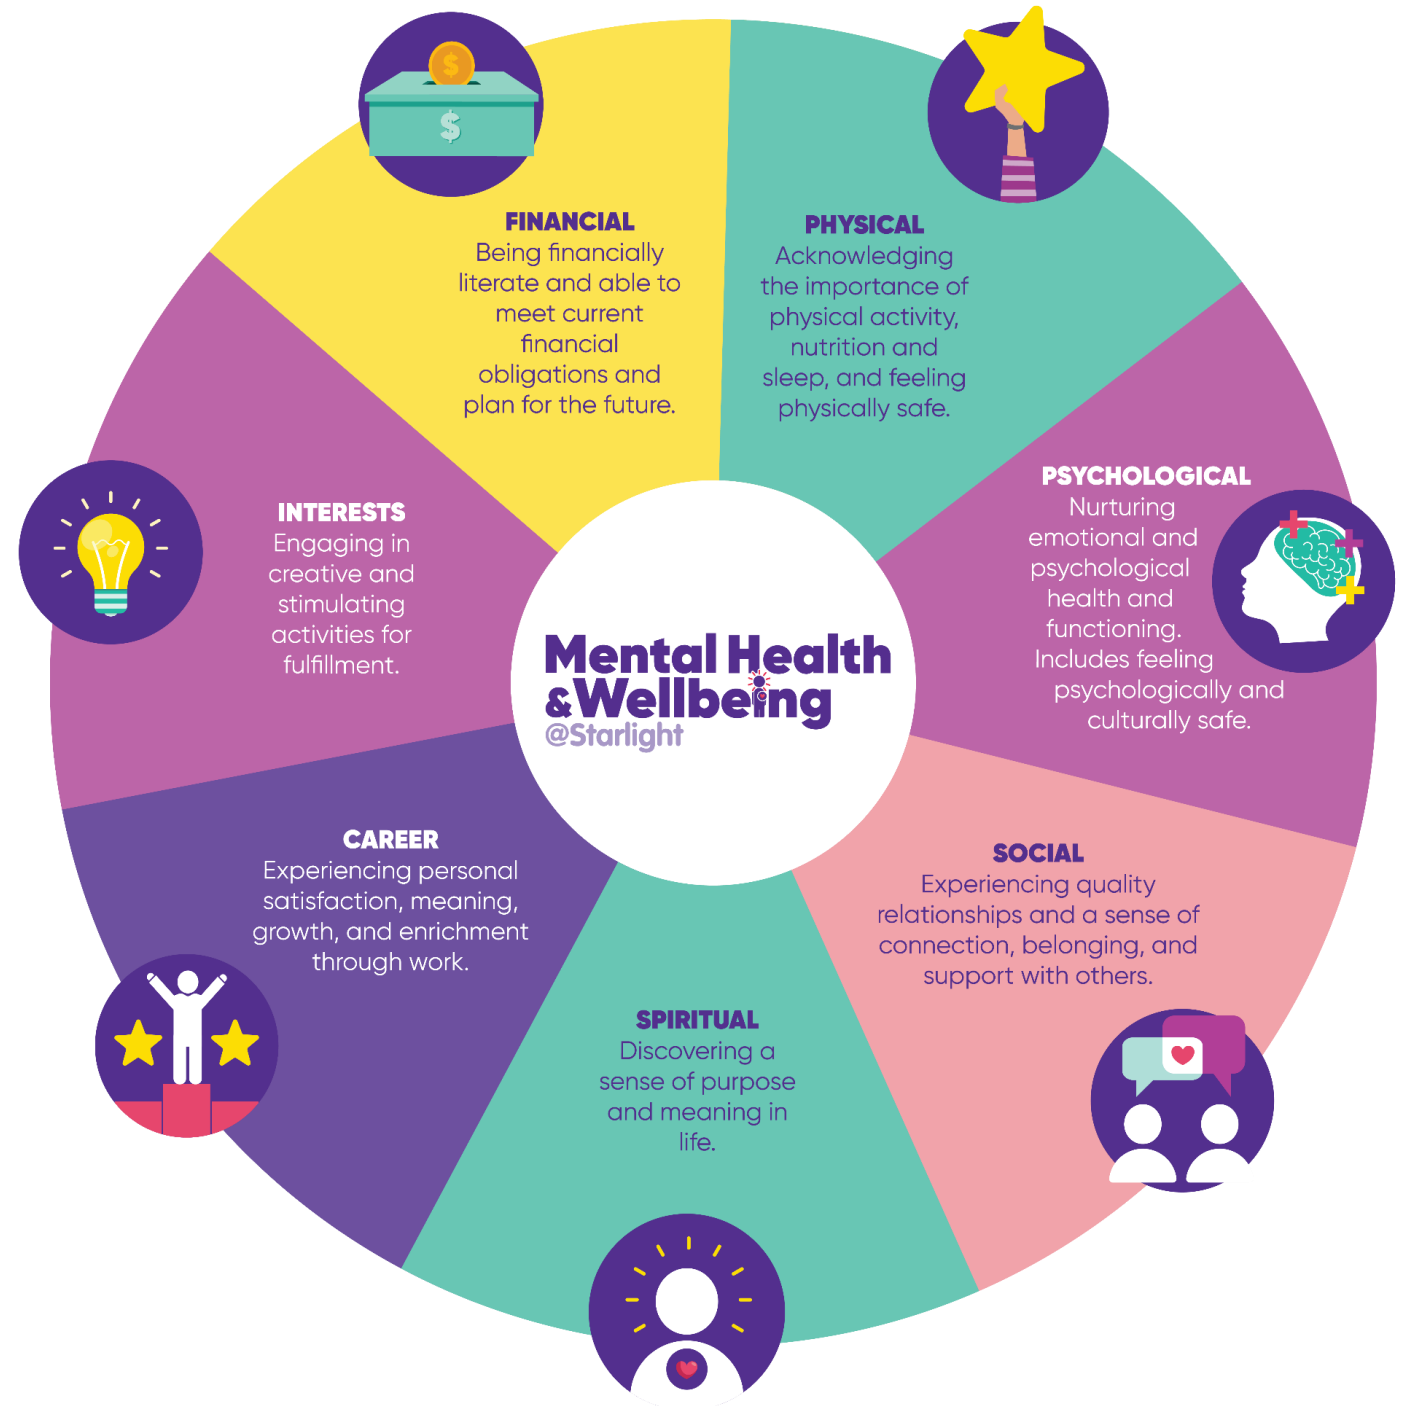 FINANCIAL
Being financially
literate and able to
meet current
financial
obligations and
plan for the future.
PHYSICAL
Acknowledging
the importance of
physical activity,
nutrition and
sleep, and feeling
physically safe.
PSYCHOLOGICAL
Nurturing
emotional and
psychological
health and
functioning.
Includes feeling
psychologically and
culturally safe.
INTERESTS
Engaging in
creative and
stimulating
activities for
fulfillment.
Mental Health
&Wellbeing
@Starlight
CAREER
Experiencing personal
satisfaction, meaning,
growth, and enrichment
through work.
SOCIAL
Experiencing quality
relationships and a sense of
connection, belonging, and
support with others.
SPIRITUAL
Discovering a
sense of purpose
and meaning in
life.
$
$